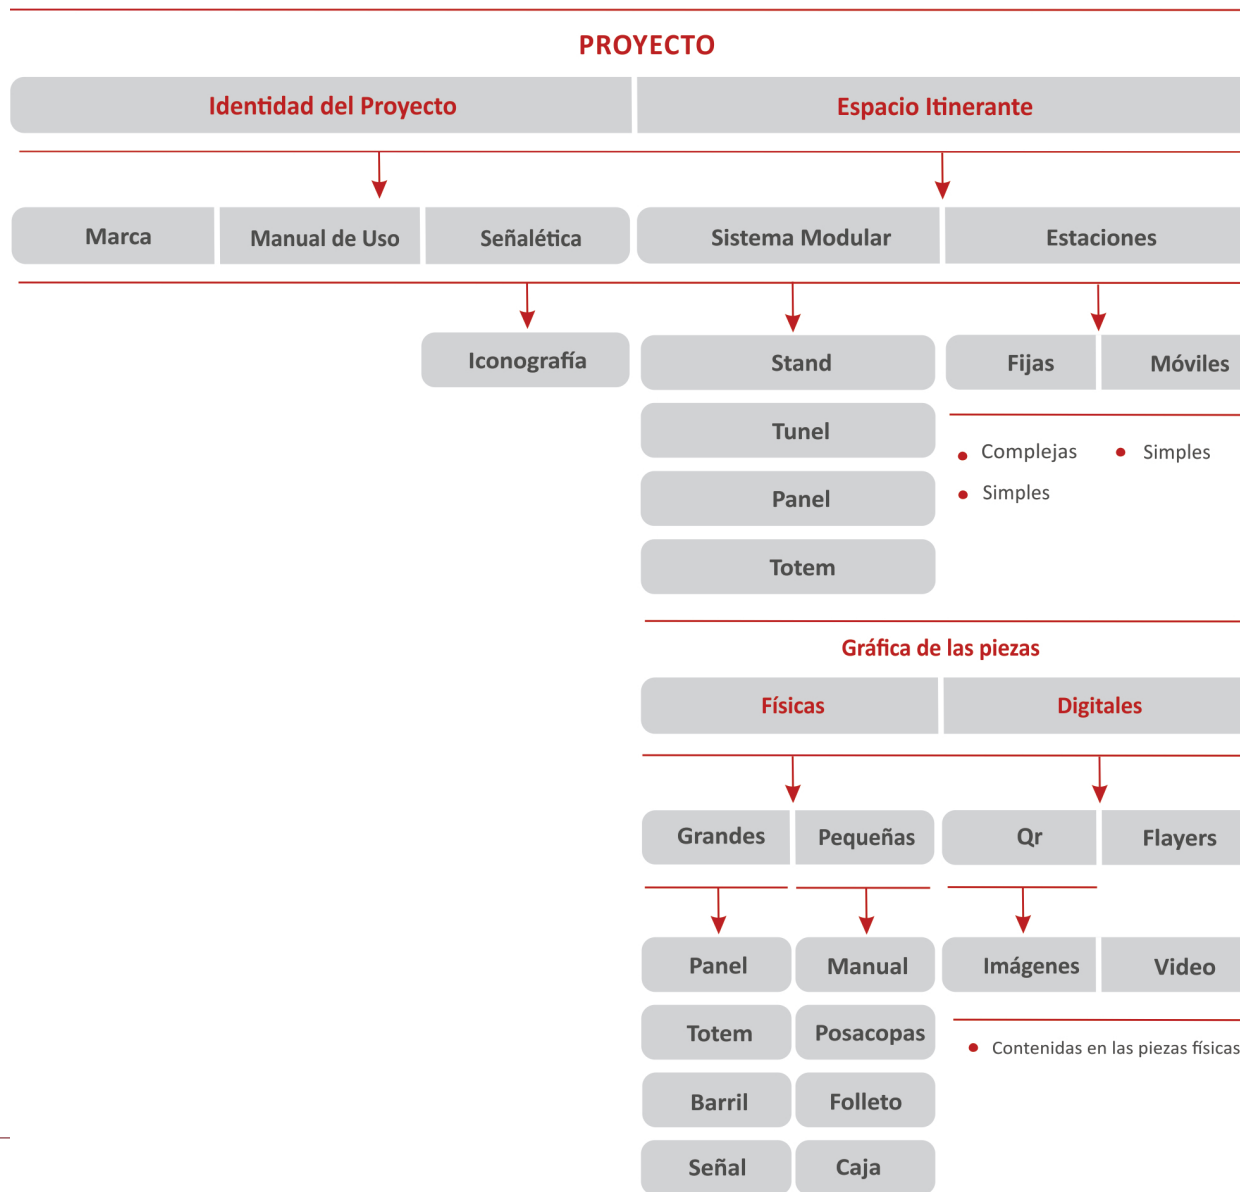 PROYECTO
Identidad del Proyecto
Espacio Itinerante
Marca
Manual de Uso
Señalética
Sistema Modular
Estaciones
Iconografía
Stand
Fijas
Móviles
Tunel
Complejas
Simples
Simples
Panel
Totem
Gráfica de las piezas
Físicas
Digitales
Grandes
Pequeñas
Qr
Flayers
Panel
Manual
Imágenes
Video
Totem
Posacopas
Contenidas en las piezas físicas
Barril
Folleto
Señal
Caja